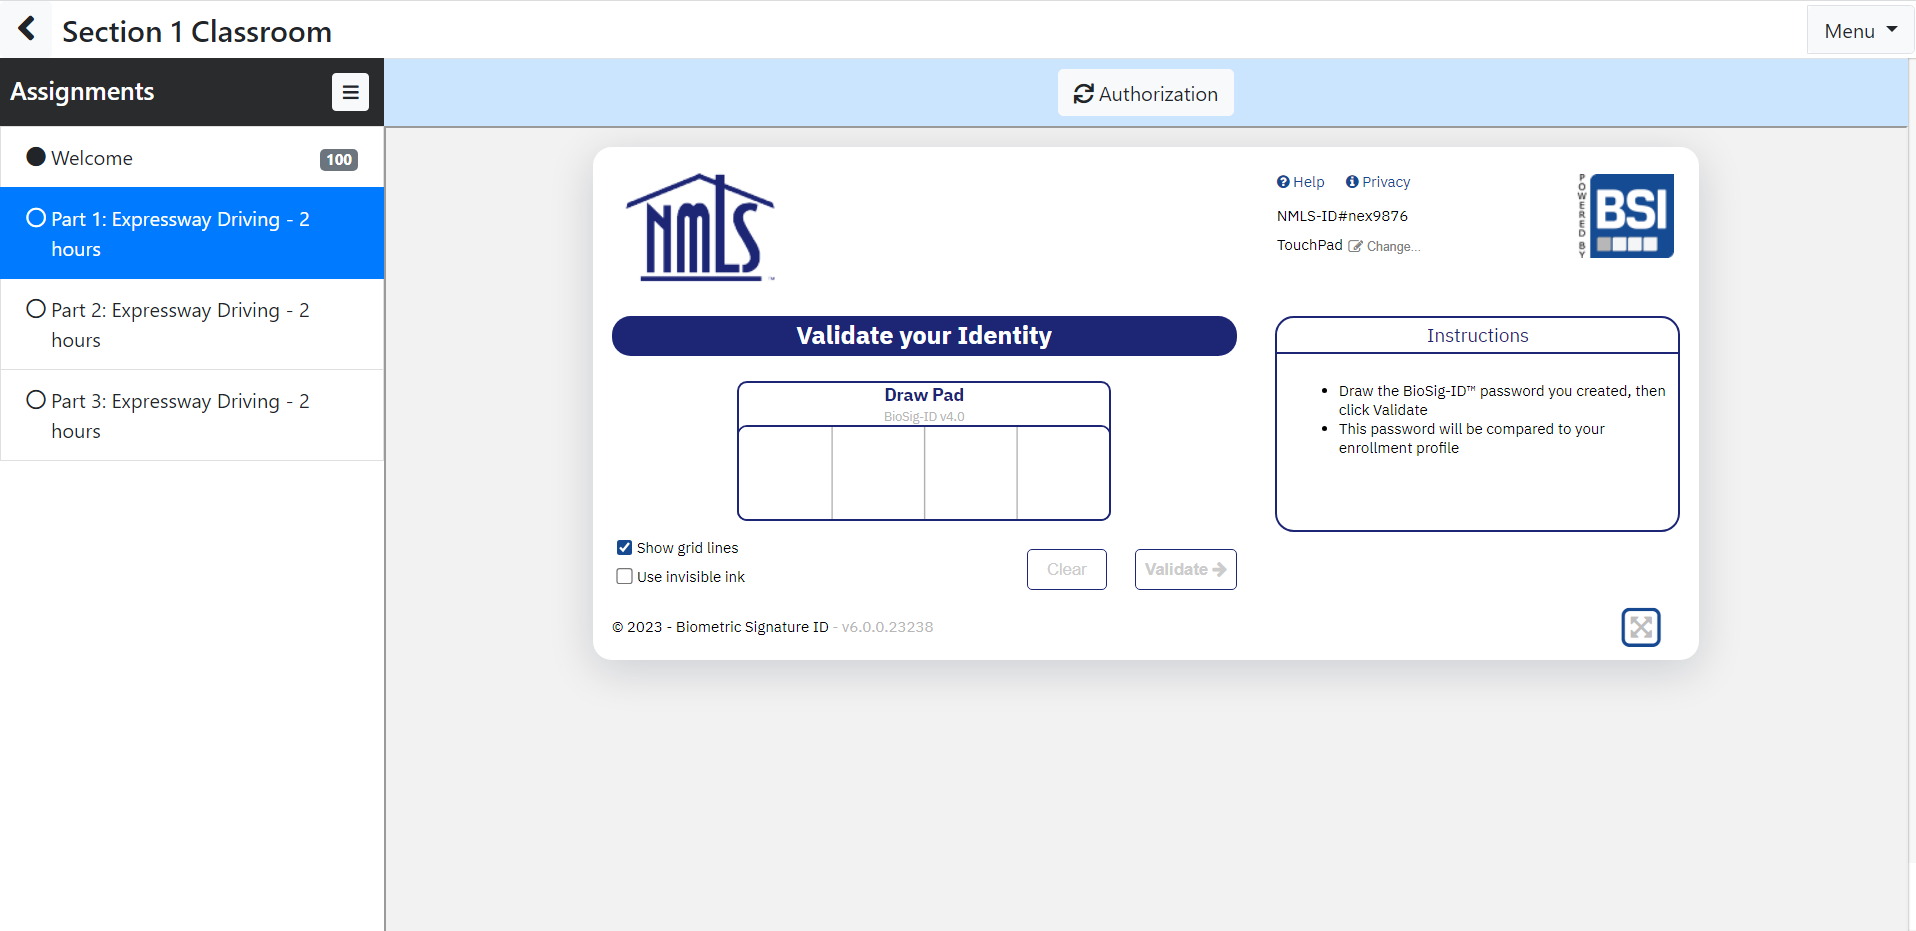 Section 1 Classroom
Menu
Assignments
Authorization
Welcome
100
Part 1: Expressway Driving - 2
hours
Part 2: Expressway Driving - 2
hours
Part 3: Expressway Driving - 2
hours
NMLS
™
Help
Privacy
NMLS-ID#nex9876
TouchPad
Change...
POWERED BY
BSI
Validate your Identity
Draw Pad
BioSig-ID v4.0
Show grid lines
Use invisible ink
Clear
Validate
Instructions
• Draw the BioSig-ID™ password you created, then
click Validate
• This password will be compared to your
enrollment profile
© 2023 - Biometric Signature ID - v6.0.0.23238